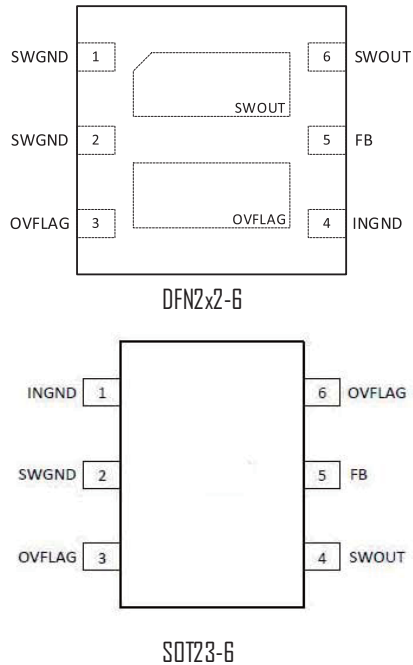 SWGND 1 6 SWOUT
SWOUT
SWGND 2 5 FB
OVFLAG 3 OVFLAG 4 INGND
DFN2x2-6
INGND 1 6 OVFLAG
SWGND 2 5 FB
OVFLAG 3 4 SWOUT
SOT23-6